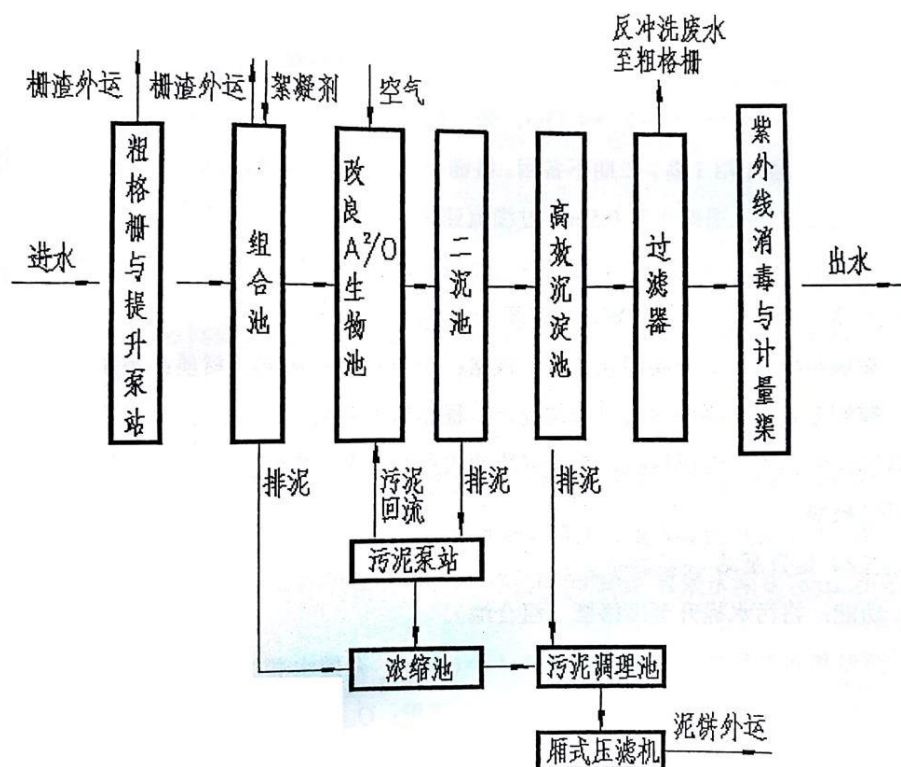 反冲洗废水
至粗格栅
栅渣外运
栅渣外运
絮凝剂
空气
进水
粗格栅与提升泵站
组合池
改良A²/O生物池
二沉池
高效沉淀池
过滤器
紫外线消毒与计量渠
出水
排泥
污泥
回流
排泥
排泥
污泥泵站
浓缩池
污泥调理池
厢式压滤机
泥饼外运